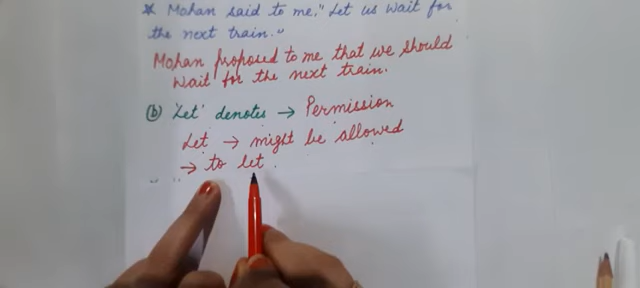 * Mohan said to me, "Let us wait for
the next train."
Mohan proposed to me that we should
wait for the next train.
(b) 'Let' denotes → Permission
Let → might be allowed
→ to let.
" "